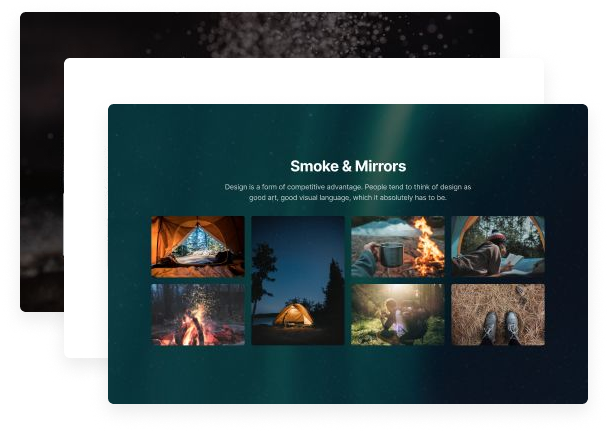 Smoke & Mirrors
Design is a form of competitive advantage. People tend to think of design as
good art, good visual language, which it absolutely has to be.